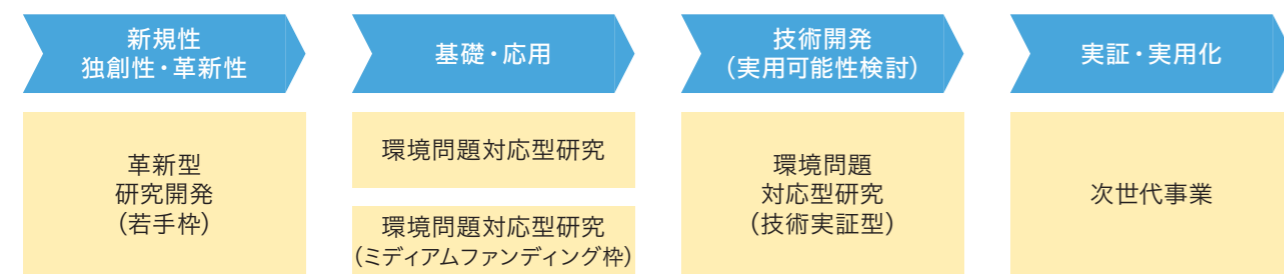 新規性
独創性・革新性
基礎・応用
技術開発
（実用可能性検討）
実証・実用化
革新型
研究開発
（若手枠）
環境問題対応型研究
環境問題対応型研究
（ミディアムファンディング枠）
環境問題
対応型研究
（技術実証型）
次世代事業